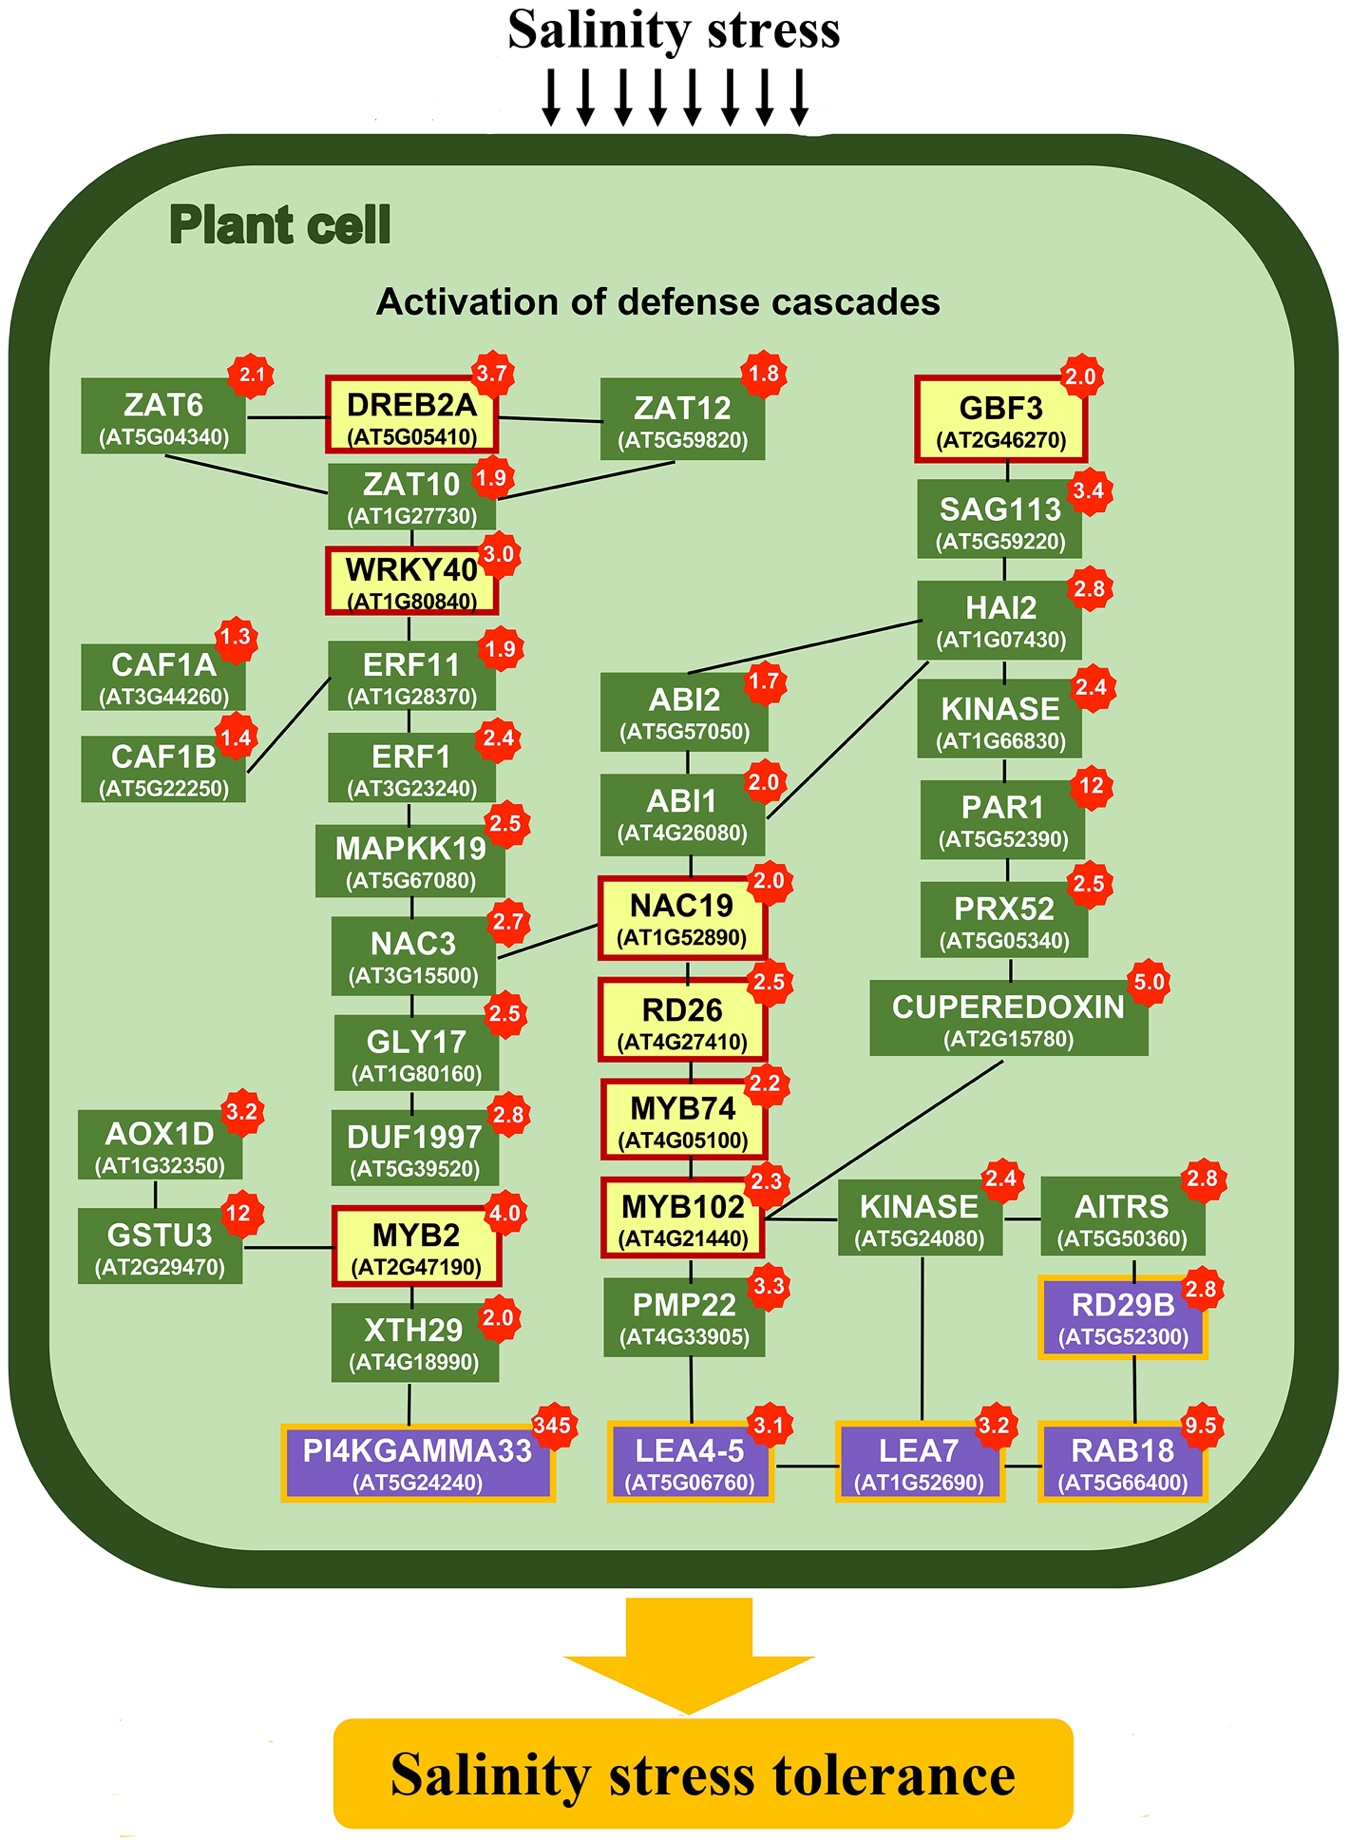 Salinity stress
Plant cell
Activation of defense cascades
2.1
ZAT6
(AT5G04340)
3.7
DREB2A
(AT5G05410)
1.8
ZAT12
(AT5G59820)
2.0
GBF3
(AT2G46270)
1.9
ZAT10
(AT1G27730)
3.4
SAG113
(AT5G59220)
3.0
WRKY40
(AT1G80840)
2.8
HAI2
(AT1G07430)
1.3
CAF1A
(AT3G44260)
1.9
ERF11
(AT1G28370)
1.7
ABI2
(AT5G57050)
2.4
KINASE
(AT1G66830)
1.4
CAF1B
(AT5G22250)
2.4
ERF1
(AT3G23240)
2.0
ABI1
(AT4G26080)
12
PAR1
(AT5G52390)
2.5
MAPKK19
(AT5G67080)
2.0
NAC19
(AT1G52890)
2.5
PRX52
(AT5G05340)
2.7
NAC3
(AT3G15500)
2.5
RD26
(AT4G27410)
5.0
CUPEREDOXIN
(AT2G15780)
2.5
GLY17
(AT1G80160)
2.2
MYB74
(AT4G05100)
3.2
AOX1D
(AT1G32350)
2.8
DUF1997
(AT5G39520)
2.3
MYB102
(AT4G21440)
2.4
KINASE
(AT5G24080)
2.8
AITRS
(AT5G50360)
12
GSTU3
(AT2G29470)
4.0
MYB2
(AT2G47190)
3.3
PMP22
(AT4G33905)
2.8
RD29B
(AT5G52300)
2.0
XTH29
(AT4G18990)
345
PI4KGAMMA33
(AT5G24240)
3.1
LEA4-5
(AT5G06760)
3.2
LEA7
(AT1G52690)
9.5
RAB18
(AT5G66400)
Salinity stress tolerance